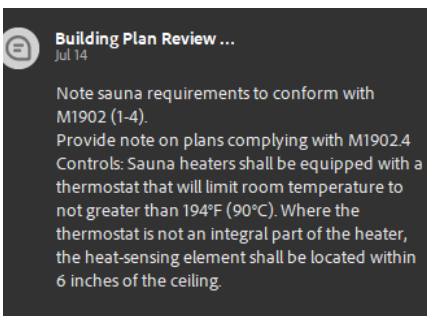 Building Plan Review ...
Jul 14
Note sauna requirements to conform with
M1902 (1-4).
Provide note on plans complying with M1902.4
Controls: Sauna heaters shall be equipped with a
thermostat that will limit room temperature to
not greater than 194°F (90°C). Where the
thermostat is not an integral part of the heater,
the heat-sensing element shall be located within
6 inches of the ceiling.